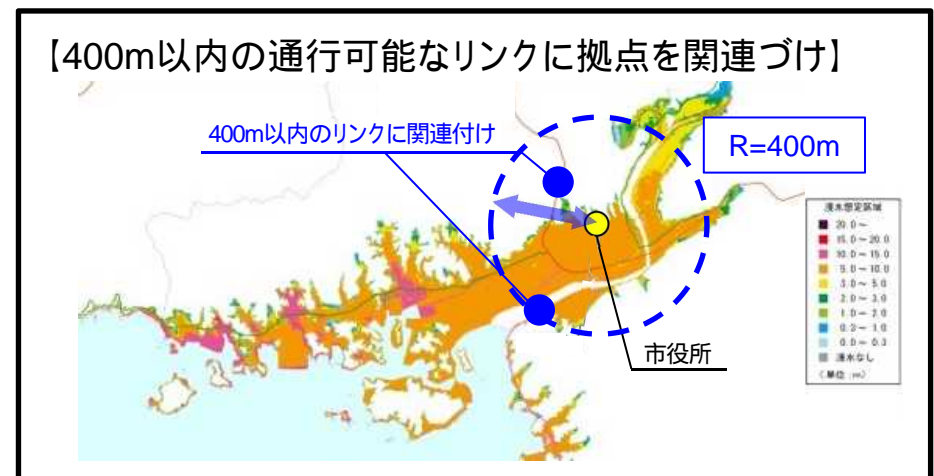 【400m以内の通行可能なリンクに拠点を関連づけ】
400m以内のリンクに関連付け
R=400m
市役所
浸水想定区域
20.0～
15.0～20.0
10.0～15.0
5.0～10.0
3.0～5.0
2.0～3.0
1.0～2.0
0.3～1.0
0.0～0.3
浸水なし
(単位:m)